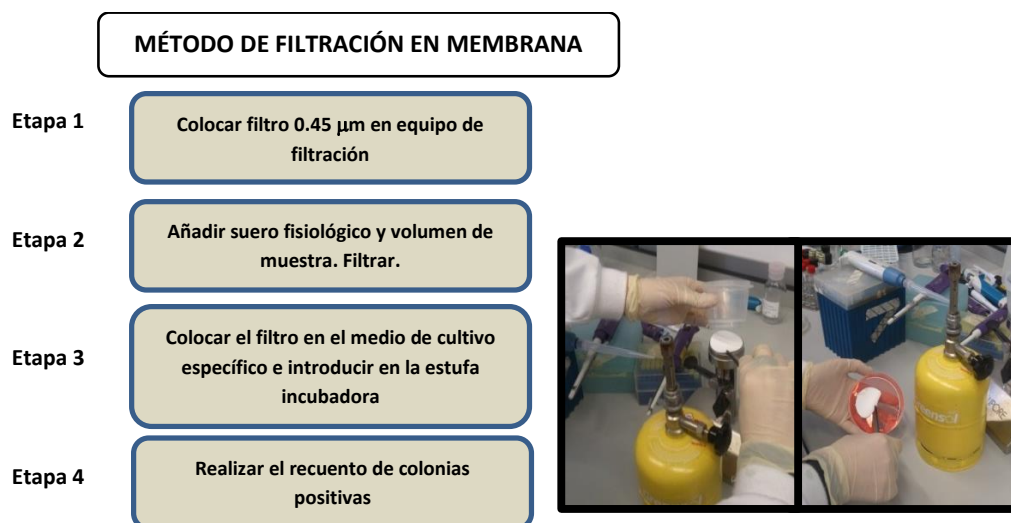 MÉTODO DE FILTRACIÓN EN MEMBRANA
Etapa 1
Colocar filtro 0.45 μm en equipo de
filtración
Etapa 2
Añadir suero fisiológico y volumen de
muestra. Filtrar.
Etapa 3
Colocar el filtro en el medio de cultivo
específico e introducir en la estufa
incubadora
Etapa 4
Realizar el recuento de colonias
positivas